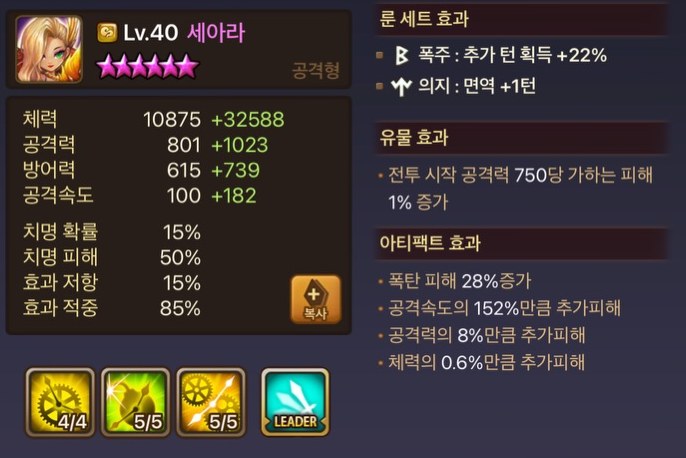 Lv.40 세아라
공격형
체력 10875 +32588
공격력 801 +1023
방어력 615 +739
공격속도 100 +182
치명 확률 15%
치명 피해 50%
효과 저항 15%
효과 적중 85%
복사
4/4 5/5 5/5 LEADER
룬 세트 효과
폭주 : 추가 턴 획득 +22%
의지 : 면역 +1턴
유물 효과
전투 시작 공격력 750당 가하는 피해
1% 증가
아티팩트 효과
폭탄 피해 28%증가
공격속도의 152%만큼 추가피해
공격력의 8%만큼 추가피해
체력의 0.6%만큼 추가피해